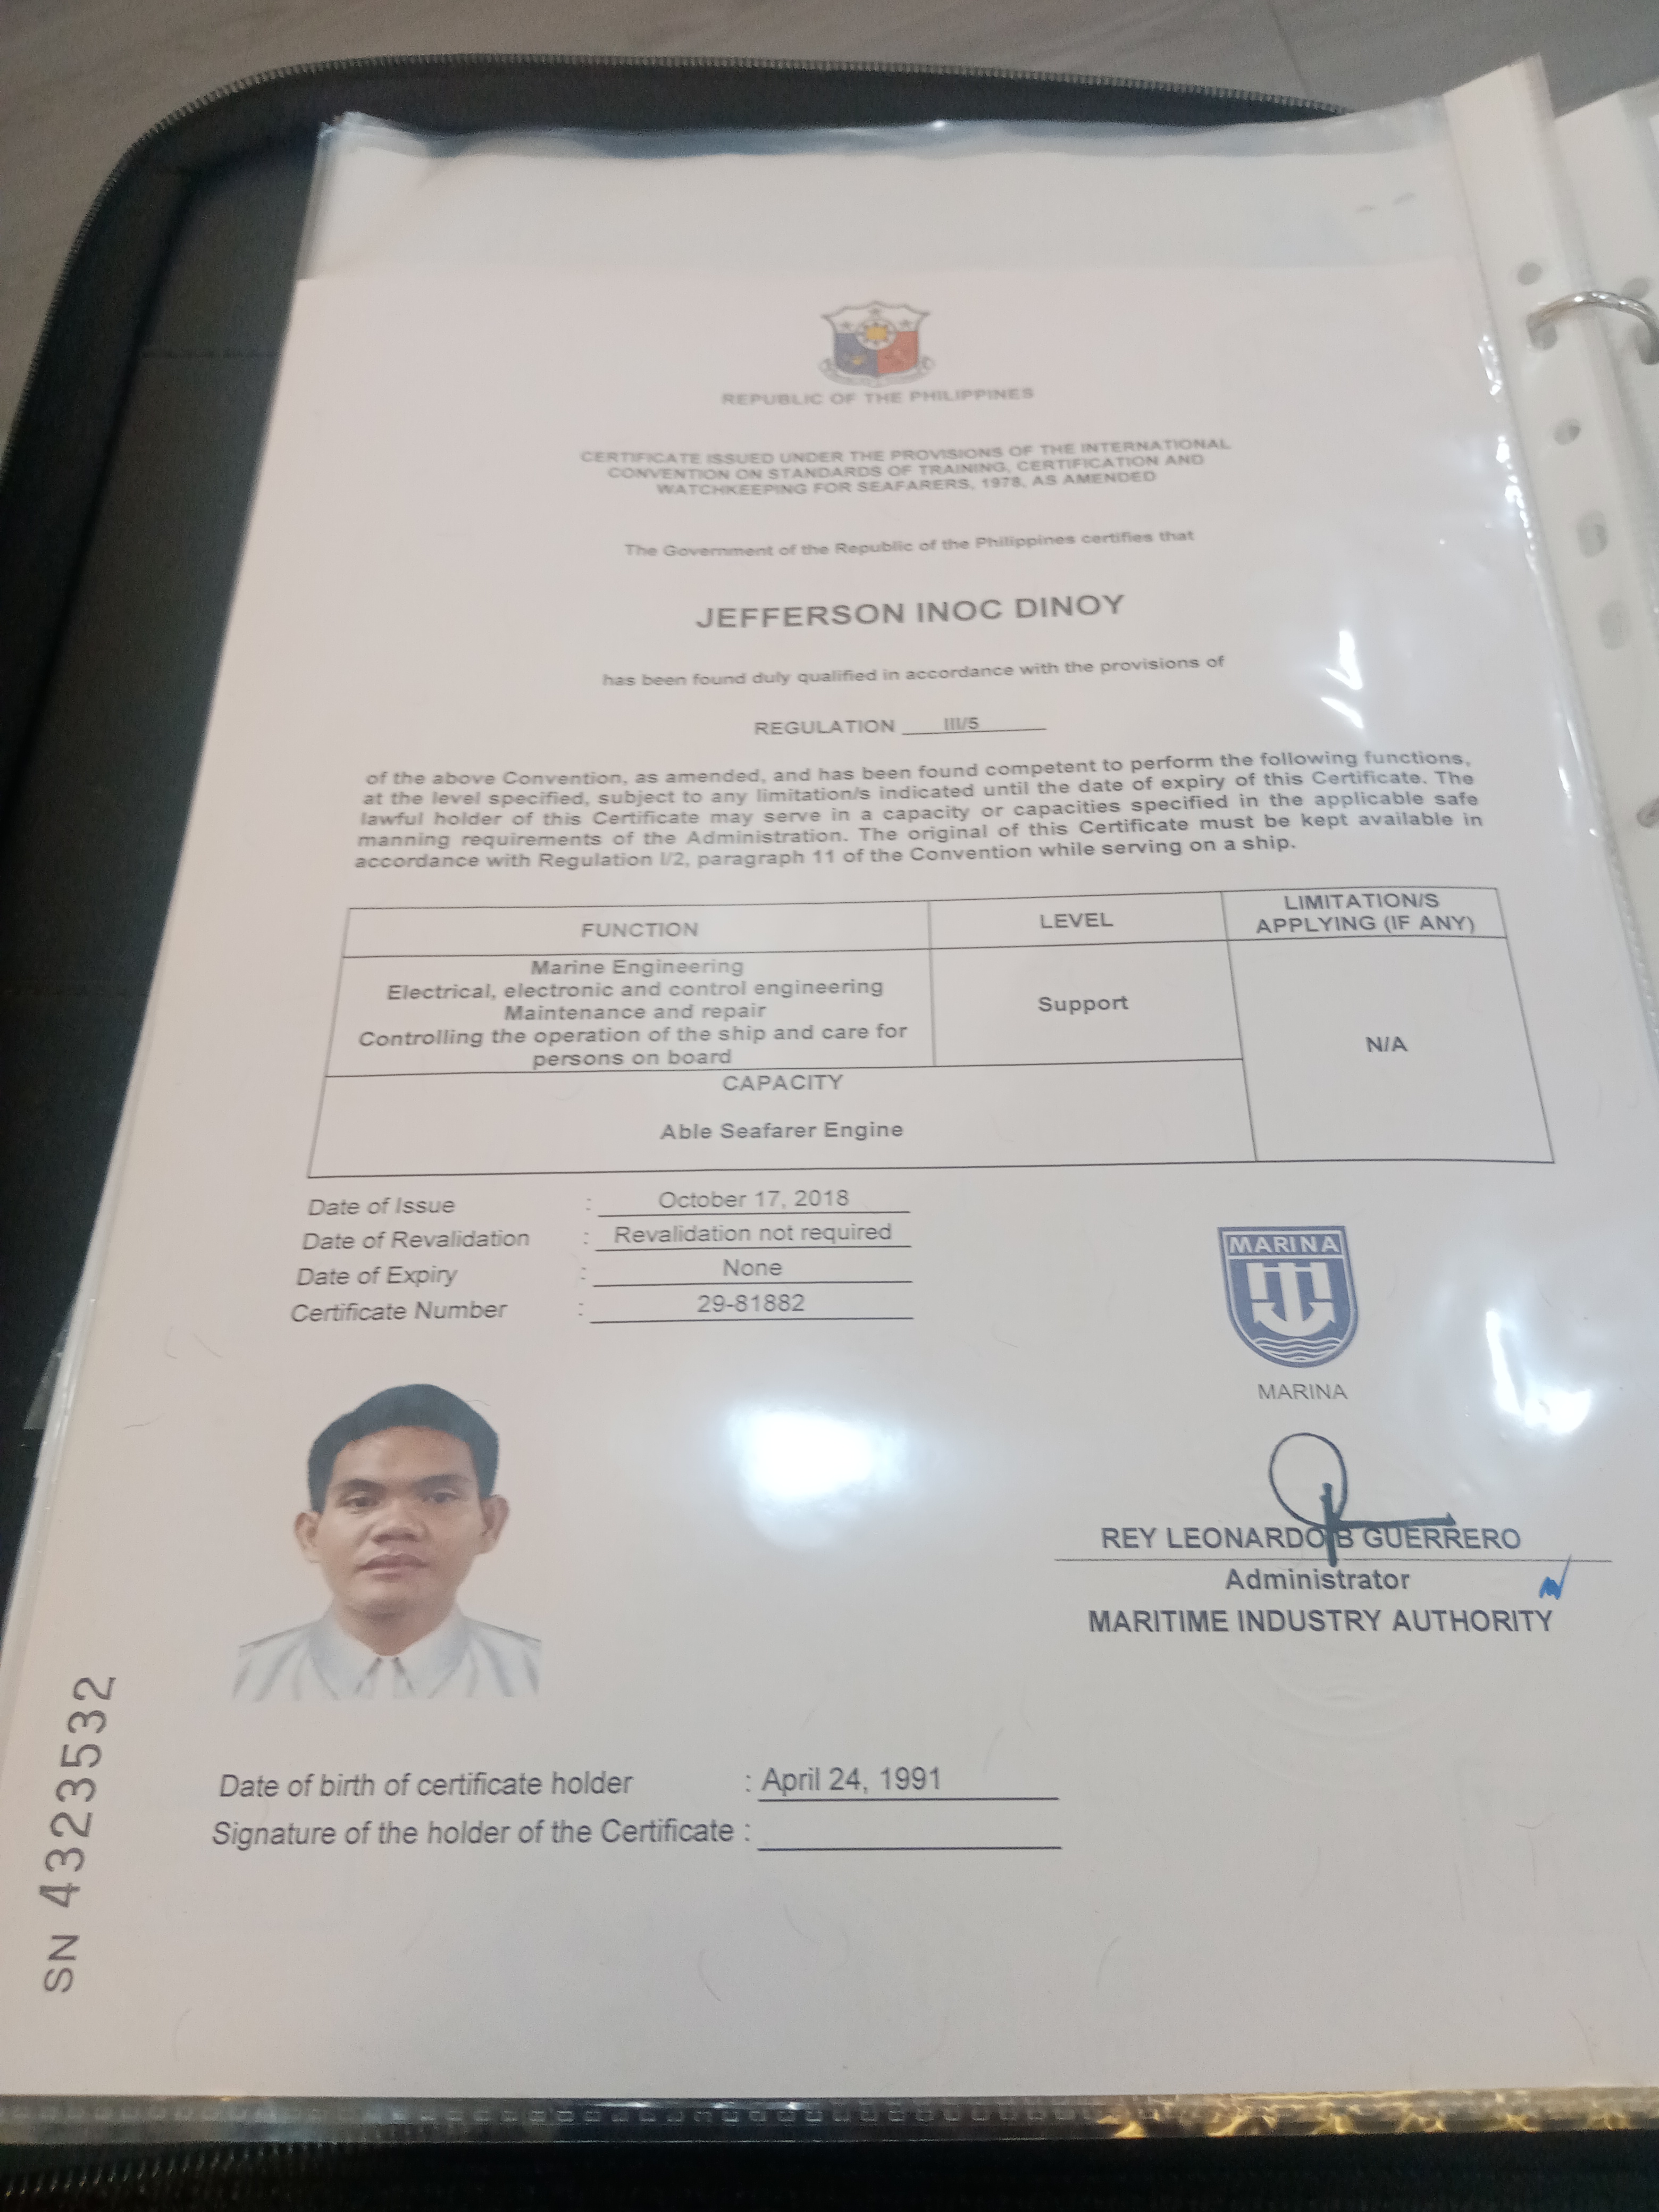 REPUBLIC OF THE PHILIPPINES
CERTIFICATE ISSUED UNDER THE PROVISIONS OF THE INTERNATIONAL
CONVENTION ON STANDARDS OF TRAINING, CERTIFICATION AND
WATCHKEEPING FOR SEAFARERS, 1978, AS AMENDED
The Government of the Republic of the Philippines certifies that
JEFFERSON INOC DINOY
has been found duly qualified in accordance with the provisions of
REGULATION III/5
of the above Convention, as amended, and has been found competent to perform the following functions,
at the level specified, subject to any limitation/s indicated until the date of expiry of this Certificate. The
lawful holder of this Certificate may serve in a capacity or capacities specified in the applicable safe
manning requirements of the Administration. The original of this Certificate must be kept available in
accordance with Regulation I/2, paragraph 11 of the Convention while serving on a ship.
FUNCTION
LEVEL
LIMITATION/S
APPLYING (IF ANY)
Marine Engineering
Electrical, electronic and control engineering
Maintenance and repair
Controlling the operation of the ship and care for
persons on board
Support
N/A
CAPACITY
Able Seafarer Engine
Date of Issue : October 17, 2018
Date of Revalidation : Revalidation not required
Date of Expiry : None
Certificate Number : 29-81882
MARINA
MARINA
REY LEONARDO B GUERRERO
Administrator
MARITIME INDUSTRY AUTHORITY
Date of birth of certificate holder : April 24, 1991
Signature of the holder of the Certificate :
SN 4323532